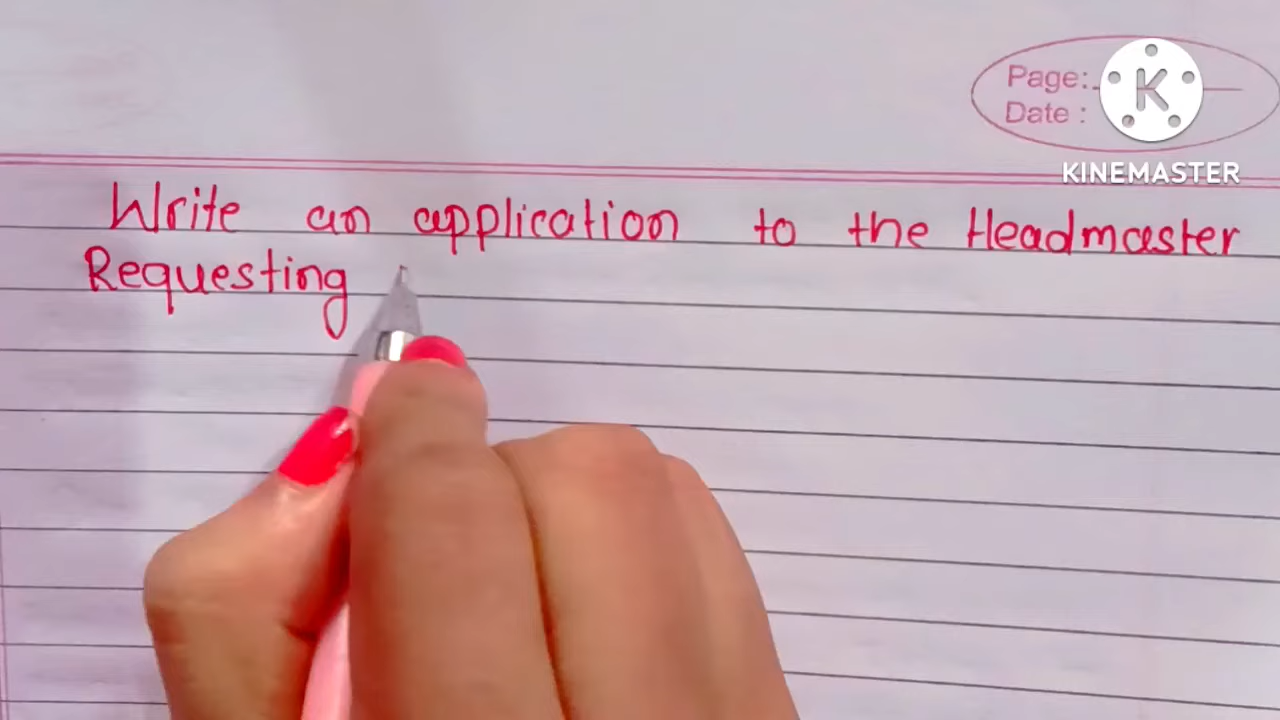 Page:
Date :
KINEMASTER
Write an application to the Headmaster
Requesting